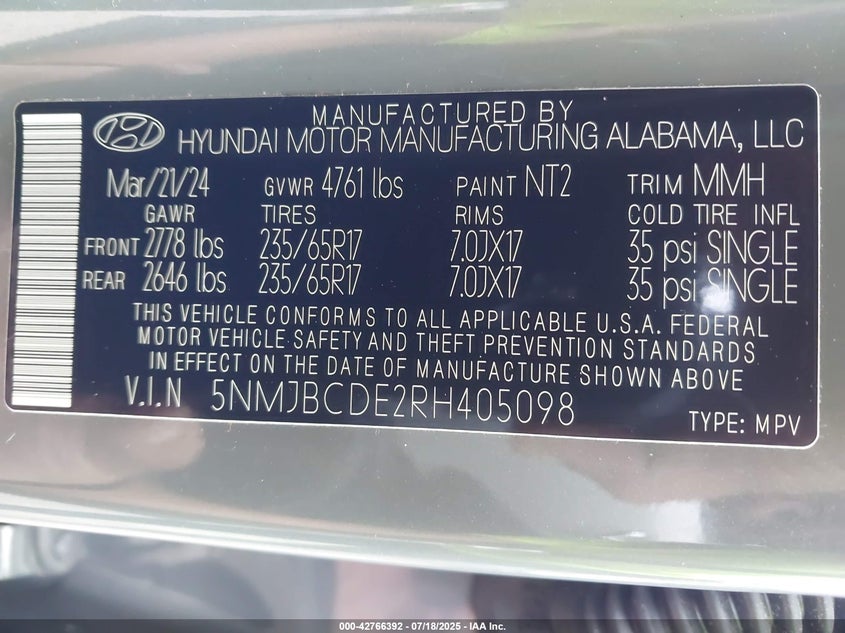 MANUFACTURED BY
HYUNDAI MOTOR MANUFACTURING ALABAMA, LLC
Mar/21/24 GVWR 4761 lbs PAINT NT2 TRIM MMH
GAWR TIRES RIMS COLD TIRE INFL
FRONT 2778 lbs 235/65R17 7.0JX17 35 psi SINGLE
REAR 2646 lbs 235/65R17 7.0JX17 35 psi SINGLE
THIS VEHICLE CONFORMS TO ALL APPLICABLE U.S.A. FEDERAL
MOTOR VEHICLE SAFETY AND THEFT PREVENTION STANDARDS
IN EFFECT ON THE DATE OF MANUFACTURE SHOWN ABOVE
V.I.N 5NMJBCDE2RH405098
TYPE: MPV
000-42766392 - 07/18/2025 - IAA Inc.